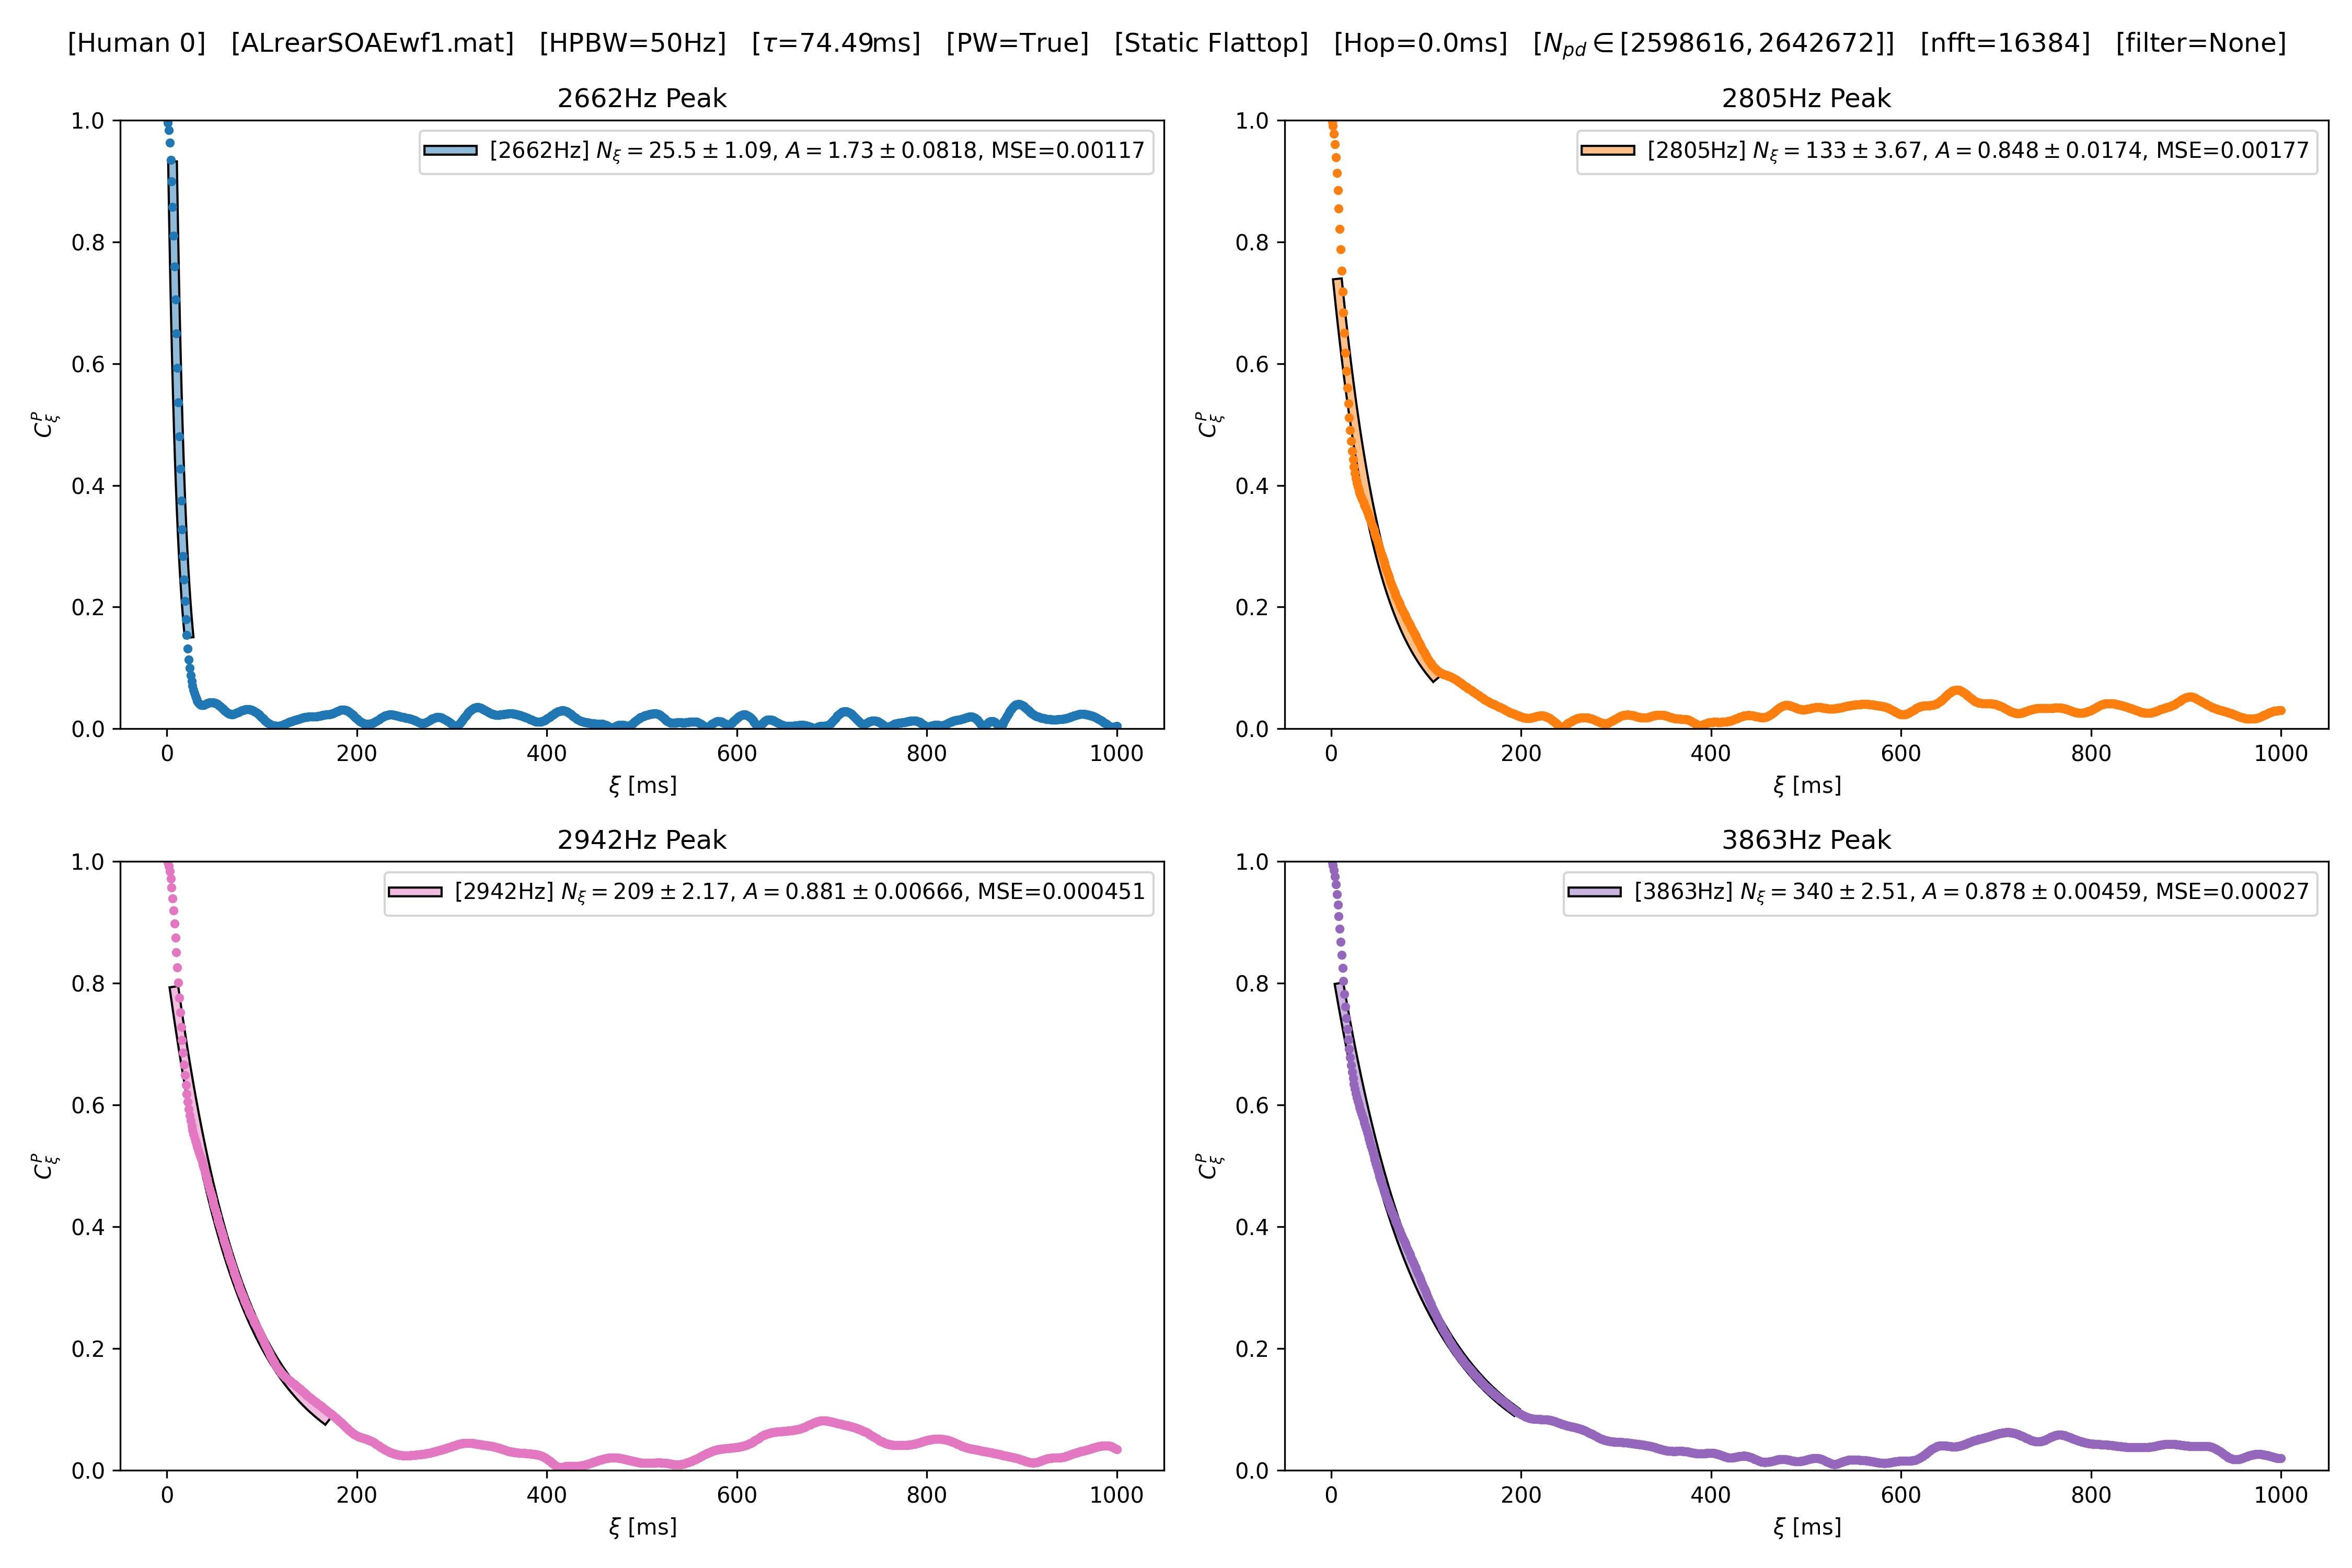 [Human 0] [ALrearSOAEwf1.mat] [HPBW=50Hz] [τ=74.49ms] [PW=True] [Static Flattop] [Hop=0.0ms] [N_pd ∈ [2598616, 2642672]] [nfft=16384] [filter=None]
2662Hz Peak
[2662Hz] N_ξ = 25.5 ± 1.09, A = 1.73 ± 0.0818, MSE=0.00117
1.0
0.8
0.6
0.4
0.2
0.0
C_ξ^P
0 200 400 600 800 1000
ξ [ms]
2805Hz Peak
[2805Hz] N_ξ = 133 ± 3.67, A = 0.848 ± 0.0174, MSE=0.00177
1.0
0.8
0.6
0.4
0.2
0.0
C_ξ^P
0 200 400 600 800 1000
ξ [ms]
2942Hz Peak
[2942Hz] N_ξ = 209 ± 2.17, A = 0.881 ± 0.00666, MSE=0.000451
1.0
0.8
0.6
0.4
0.2
0.0
C_ξ^P
0 200 400 600 800 1000
ξ [ms]
3863Hz Peak
[3863Hz] N_ξ = 340 ± 2.51, A = 0.878 ± 0.00459, MSE=0.00027
1.0
0.8
0.6
0.4
0.2
0.0
C_ξ^P
0 200 400 600 800 1000
ξ [ms]